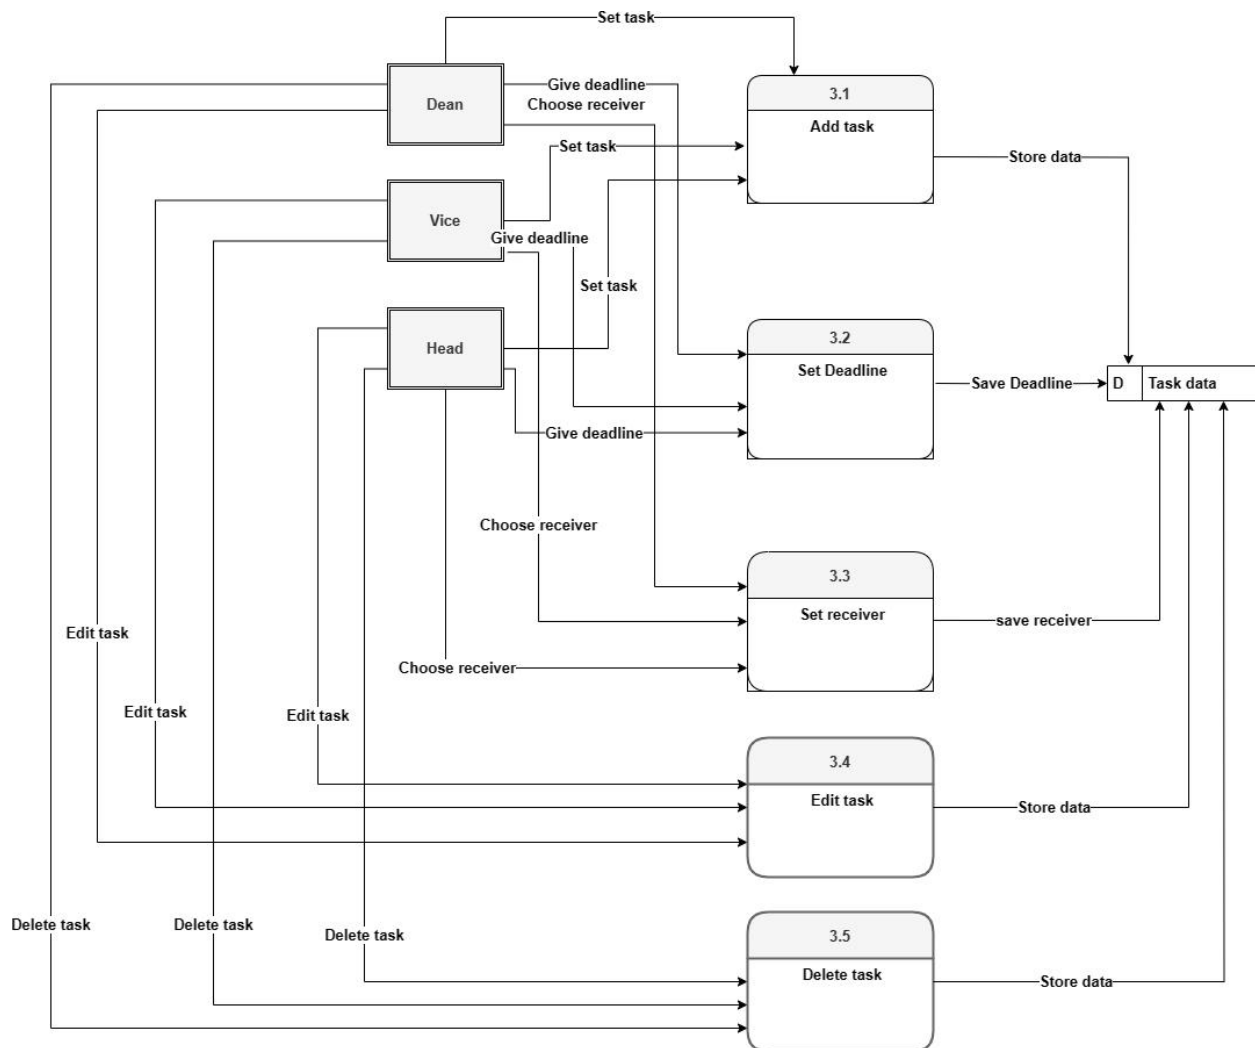 Set task
Dean
Give deadline
Choose receiver
3.1
Add task
Set task
Store data
Vice
Give deadline
Set task
Head
3.2
Set Deadline
Save Deadline
D
Task data
Give deadline
Choose receiver
3.3
Set receiver
save receiver
Edit task
Choose receiver
Edit task
Edit task
3.4
Edit task
Store data
Delete task
Delete task
Delete task
3.5
Delete task
Store data